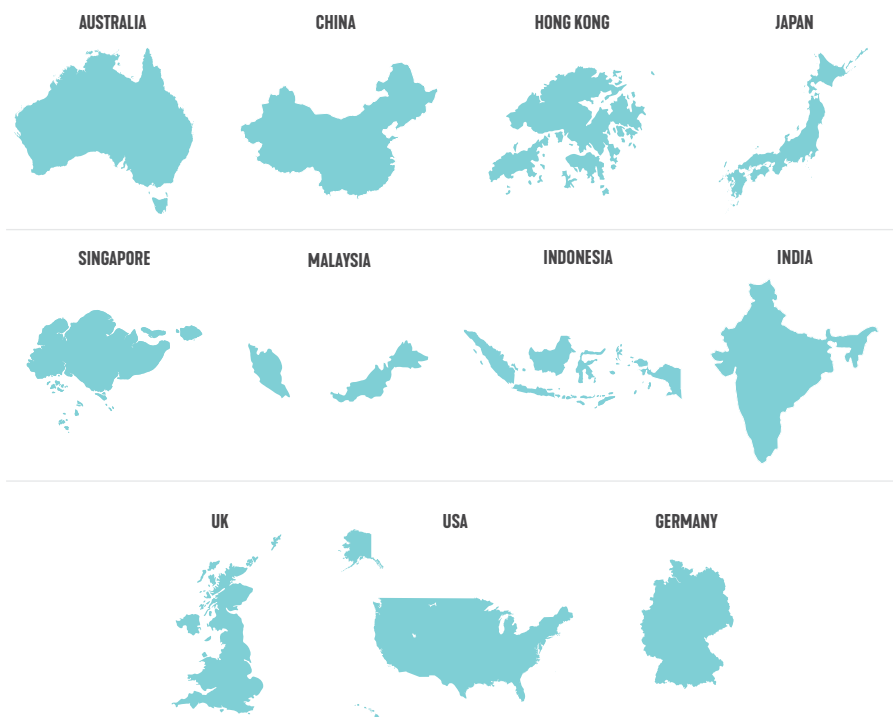 AUSTRALIA
CHINA
HONG KONG
JAPAN
SINGAPORE
MALAYSIA
INDONESIA
INDIA
UK
USA
GERMANY